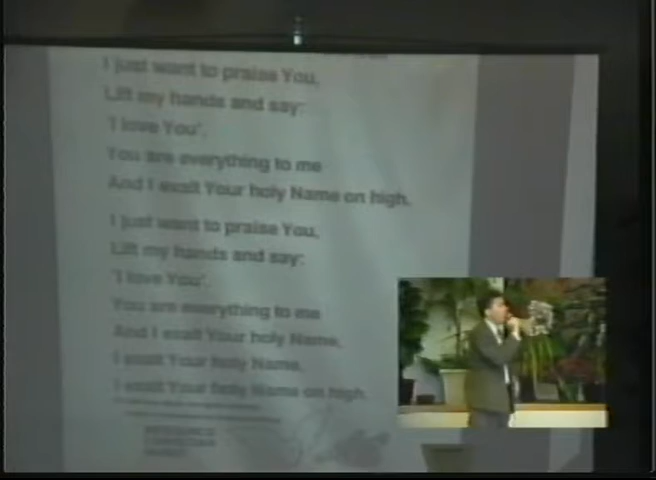 I just want to praise You,
Lift my hands and say:
'I love You'.
You are everything to me
And I exalt Your holy Name on high.
I just want to praise You,
Lift my hands and say:
'I love You'.
You are everything to me
And I exalt Your holy Name,
I exalt Your holy Name,
I exalt Your holy Name on high.